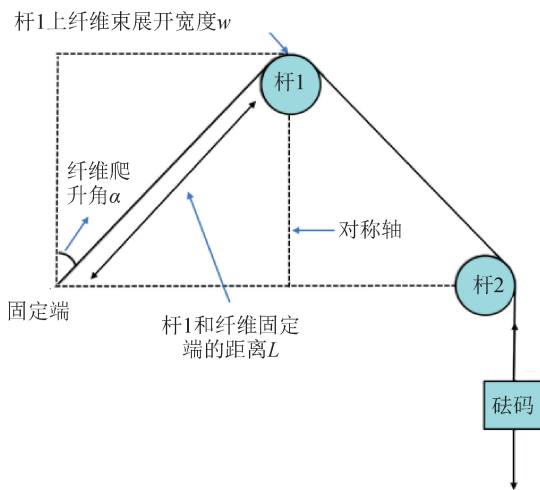 杆1上纤维束展开宽度w
杆1
纤维爬
升角α
对称轴
固定端
杆1和纤维固定
端的距离L
杆2
砝码